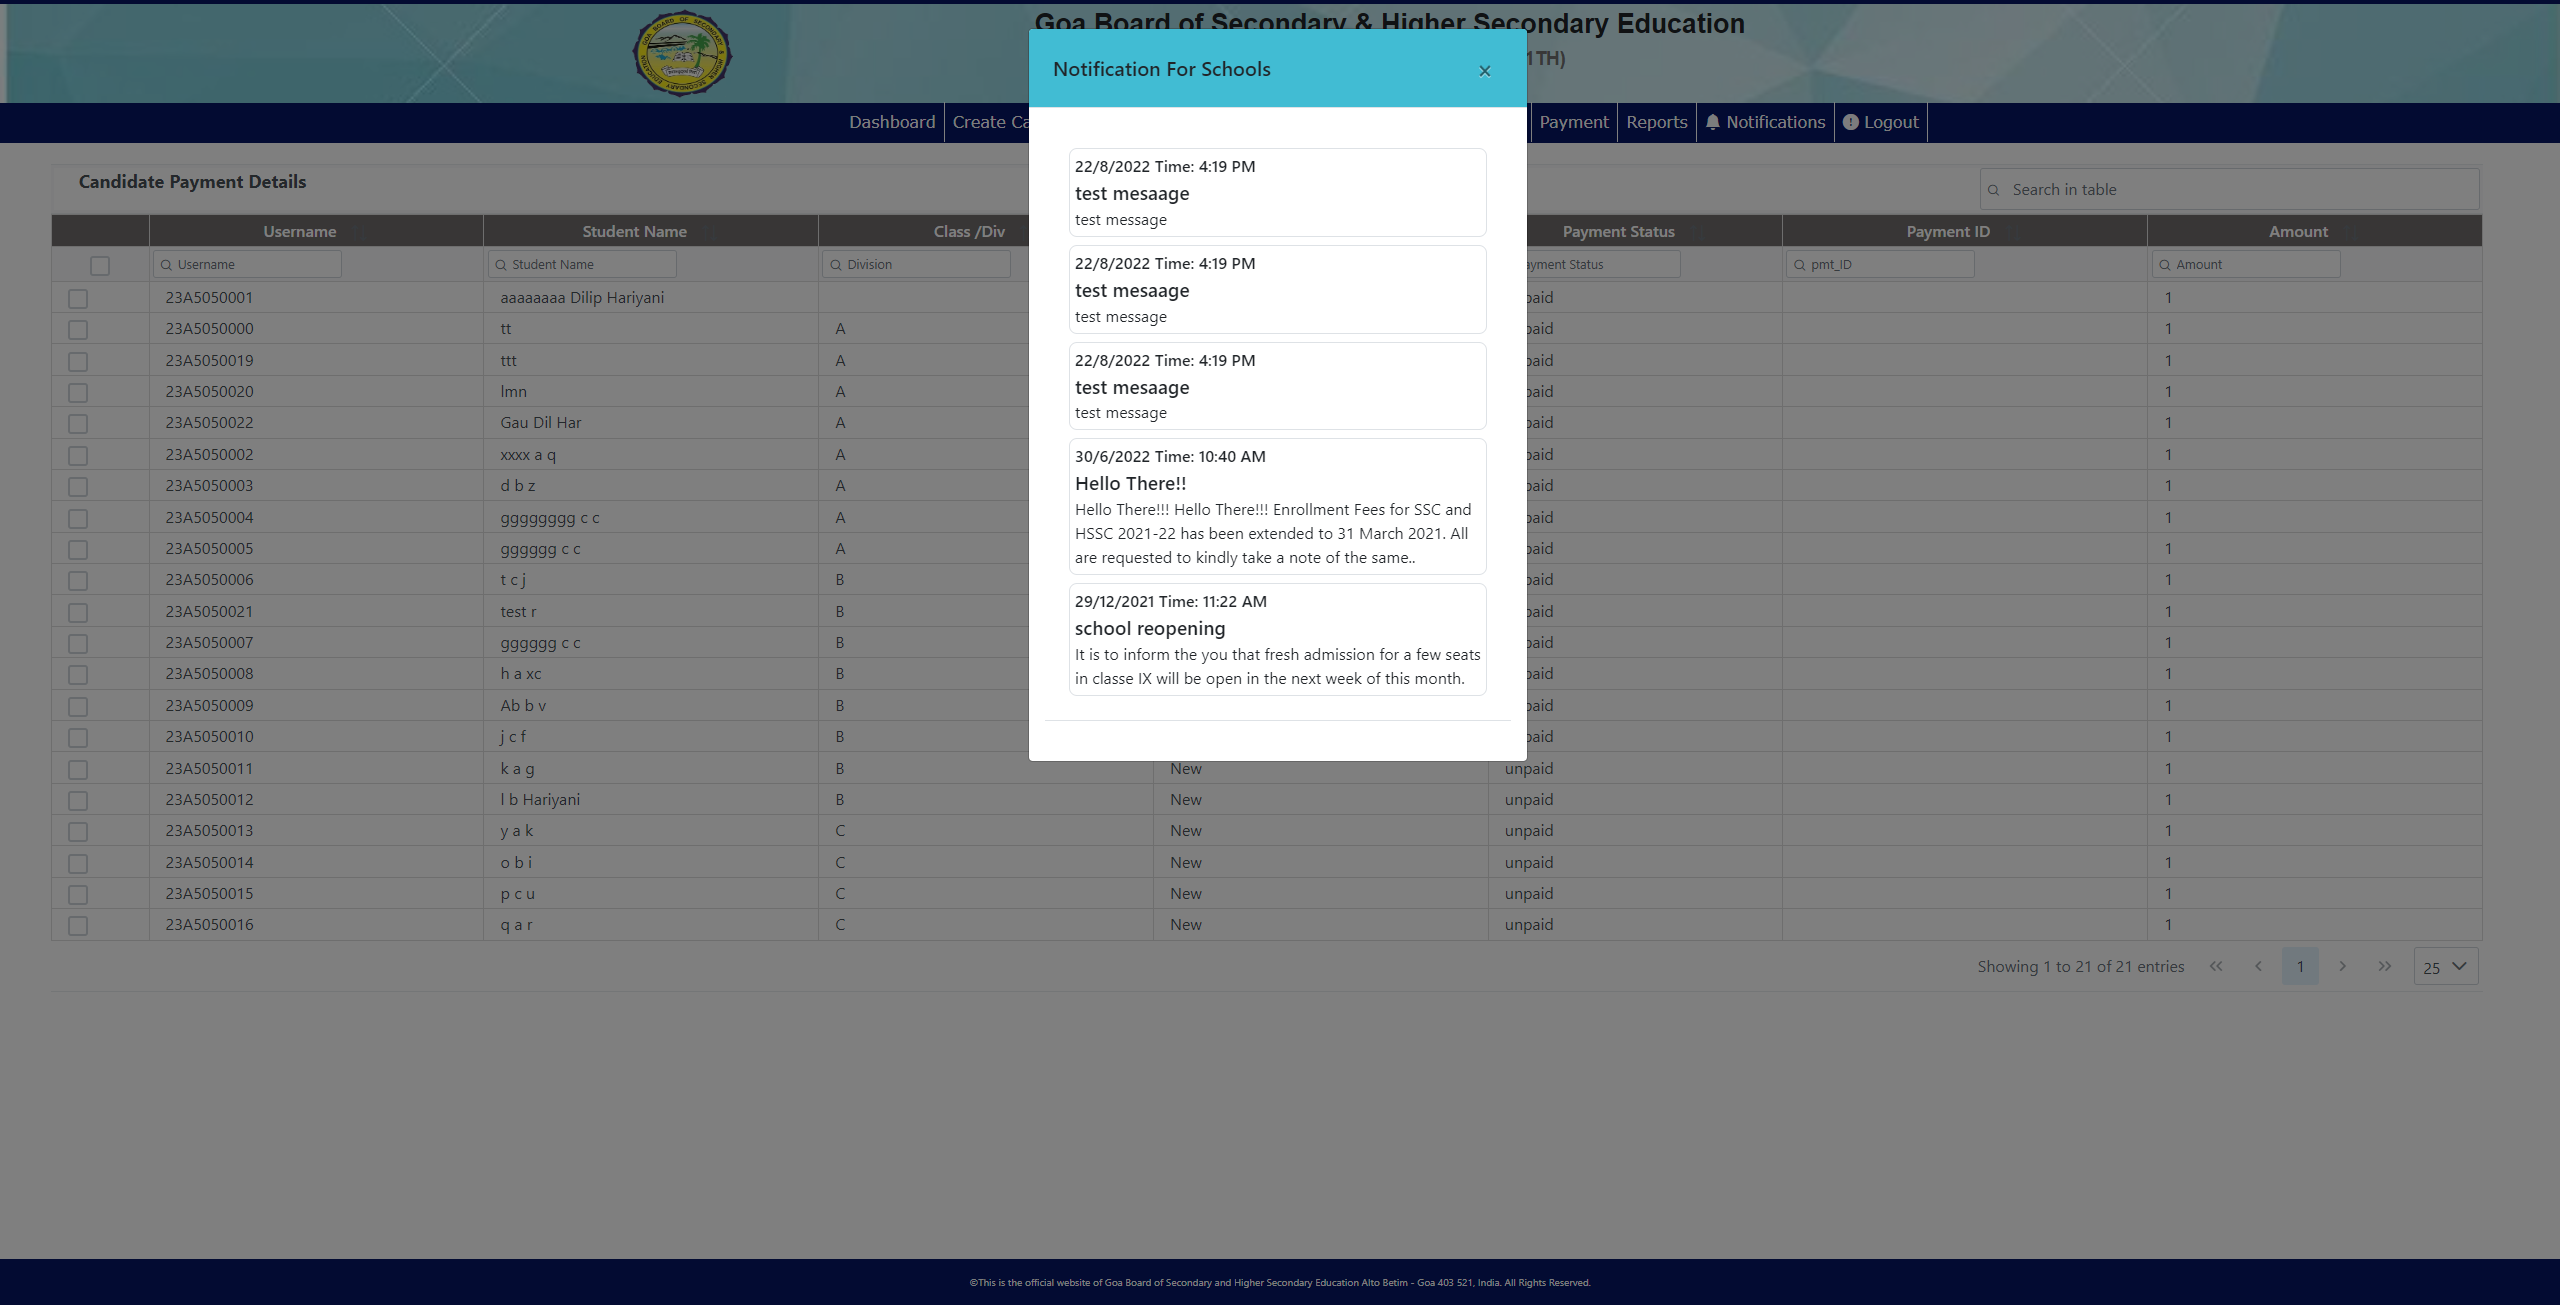 Goa Board of Secondary & Higher Secondary Education
1TH)
Notification For Schools
×
Dashboard Create Ca Payment Reports Notifications Logout
22/8/2022 Time: 4:19 PM
test mesaage
test message
22/8/2022 Time: 4:19 PM
test mesaage
test message
22/8/2022 Time: 4:19 PM
test mesaage
test message
30/6/2022 Time: 10:40 AM
Hello There!!
Hello There!!! Hello There!!! Enrollment Fees for SSC and
HSSC 2021-22 has been extended to 31 March 2021. All
are requested to kindly take a note of the same..
29/12/2021 Time: 11:22 AM
school reopening
It is to inform the you that fresh admission for a few seats
in classe IX will be open in the next week of this month.
Candidate Payment Details
Search in table
Username Student Name Class /Div Payment Status Payment ID Amount
Username Student Name Division ayment Status pmt_ID Amount
23A5050001 aaaaaaaa Dilip Hariyani paid 1
23A5050000 tt A paid 1
23A5050019 ttt A paid 1
23A5050020 lmn A paid 1
23A5050022 Gau Dil Har A paid 1
23A5050002 xxxx a q A paid 1
23A5050003 d b z A paid 1
23A5050004 gggggggg c c A paid 1
23A5050005 gggggg c c A paid 1
23A5050006 t c j B paid 1
23A5050021 test r B paid 1
23A5050007 gggggg c c B paid 1
23A5050008 h a xc B paid 1
23A5050009 Ab b v B paid 1
23A5050010 j c f B paid 1
23A5050011 k a g B New unpaid 1
23A5050012 l b Hariyani B New unpaid 1
23A5050013 y a k C New unpaid 1
23A5050014 o b i C New unpaid 1
23A5050015 p c u C New unpaid 1
23A5050016 q a r C New unpaid 1
Showing 1 to 21 of 21 entries 1 25
©This is the official website of Goa Board of Secondary and Higher Secondary Education Alto Betim - Goa 403 521, India. All Rights Reserved.